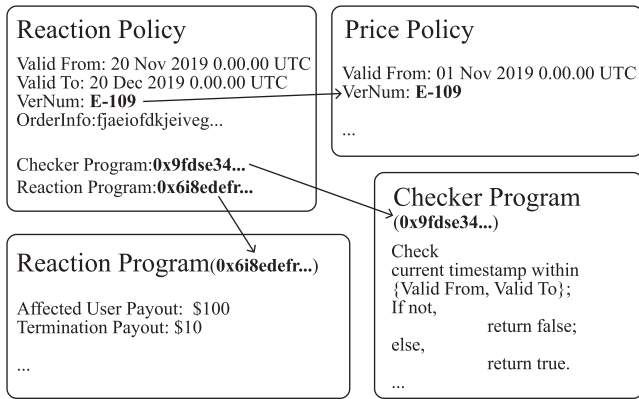 Reaction Policy
Valid From: 20 Nov 2019 0.00.00 UTC
Valid To: 20 Dec 2019 0.00.00 UTC
VerNum: E-109
OrderInfo:fjaeiofdkjeiveg...
Checker Program:0x9fdse34...
Reaction Program:0x6i8edefr...
Price Policy
Valid From: 01 Nov 2019 0.00.00 UTC
VerNum: E-109
...
Reaction Program(0x6i8edefr...)
Affected User Payout: $100
Termination Payout: $10
...
Checker Program
(0x9fdse34...)
Check
current timestamp within
{Valid From, Valid To};
If not,
return false;
else,
return true.
...